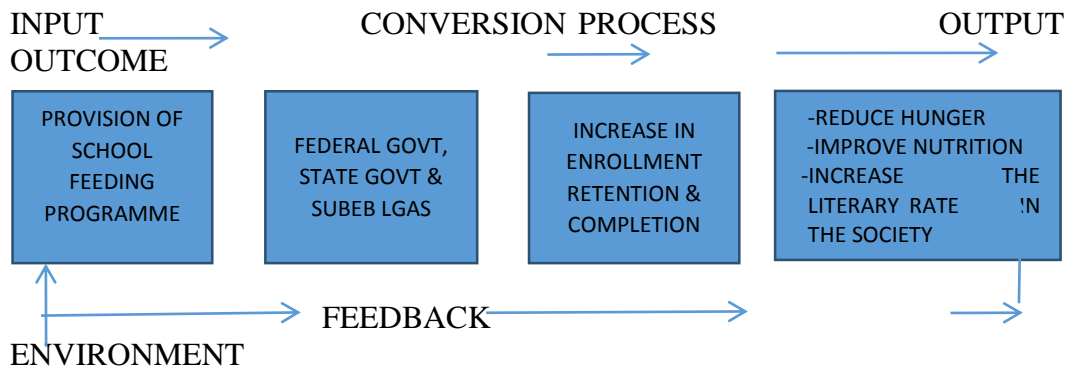 INPUT CONVERSION PROCESS OUTPUT
OUTCOME
PROVISION OF
SCHOOL
FEEDING
PROGRAMME
FEDERAL GOVT,
STATE GOVT &
SUBEB LGAS
INCREASE IN
ENROLLMENT
RETENTION &
COMPLETION
-REDUCE HUNGER
-IMPROVE NUTRITION
-INCREASE THE
LITERARY RATE IN
THE SOCIETY
FEEDBACK
ENVIRONMENT